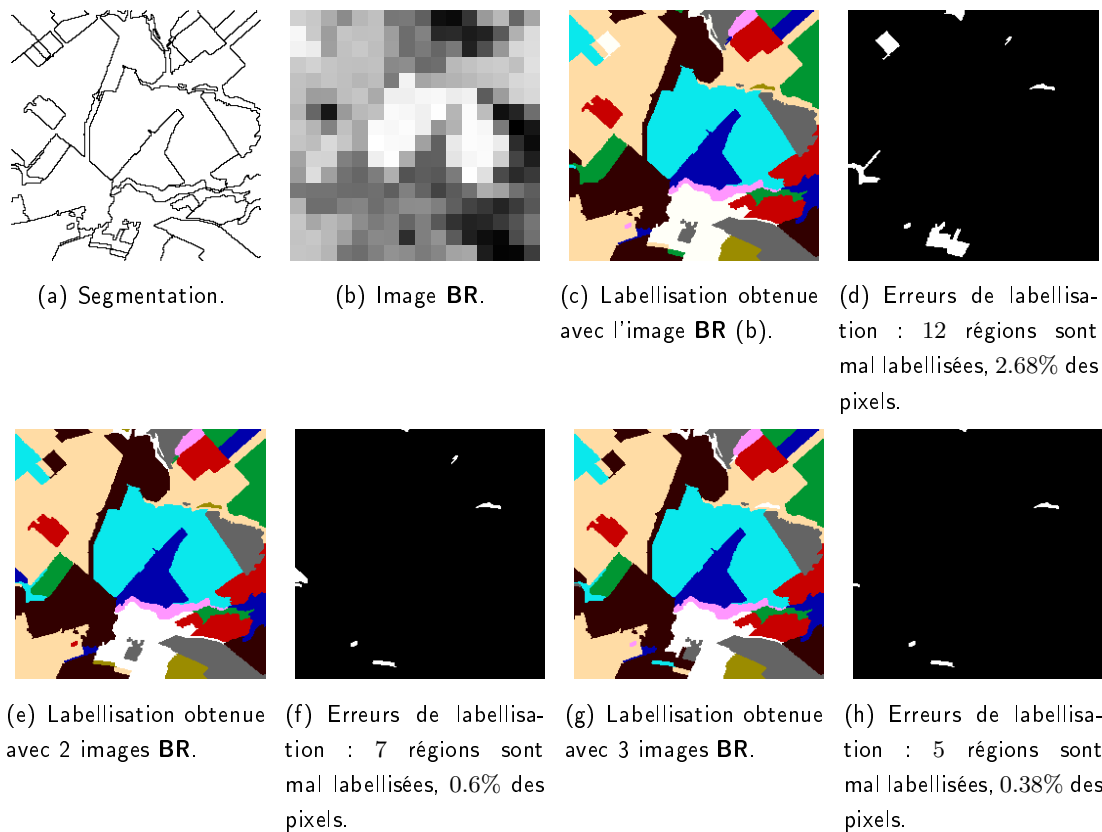 (a) Segmentation.
(b) Image BR.
(c) Labellisation obtenue
avec l'image BR (b).
(d) Erreurs de labellisa-
tion : 12 régions sont
mal labellisées, 2.68% des
pixels.
(e) Labellisation obtenue
avec 2 images BR.
(f) Erreurs de labellisa-
tion : 7 régions sont
mal labellisées, 0.6% des
pixels.
(g) Labellisation obtenue
avec 3 images BR.
(h) Erreurs de labellisa-
tion : 5 régions sont
mal labellisées, 0.38% des
pixels.